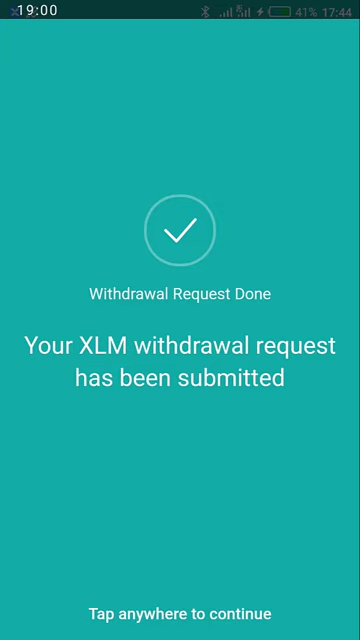 19:00
41% 17:44
Withdrawal Request Done
Your XLM withdrawal request
has been submitted
Tap anywhere to continue